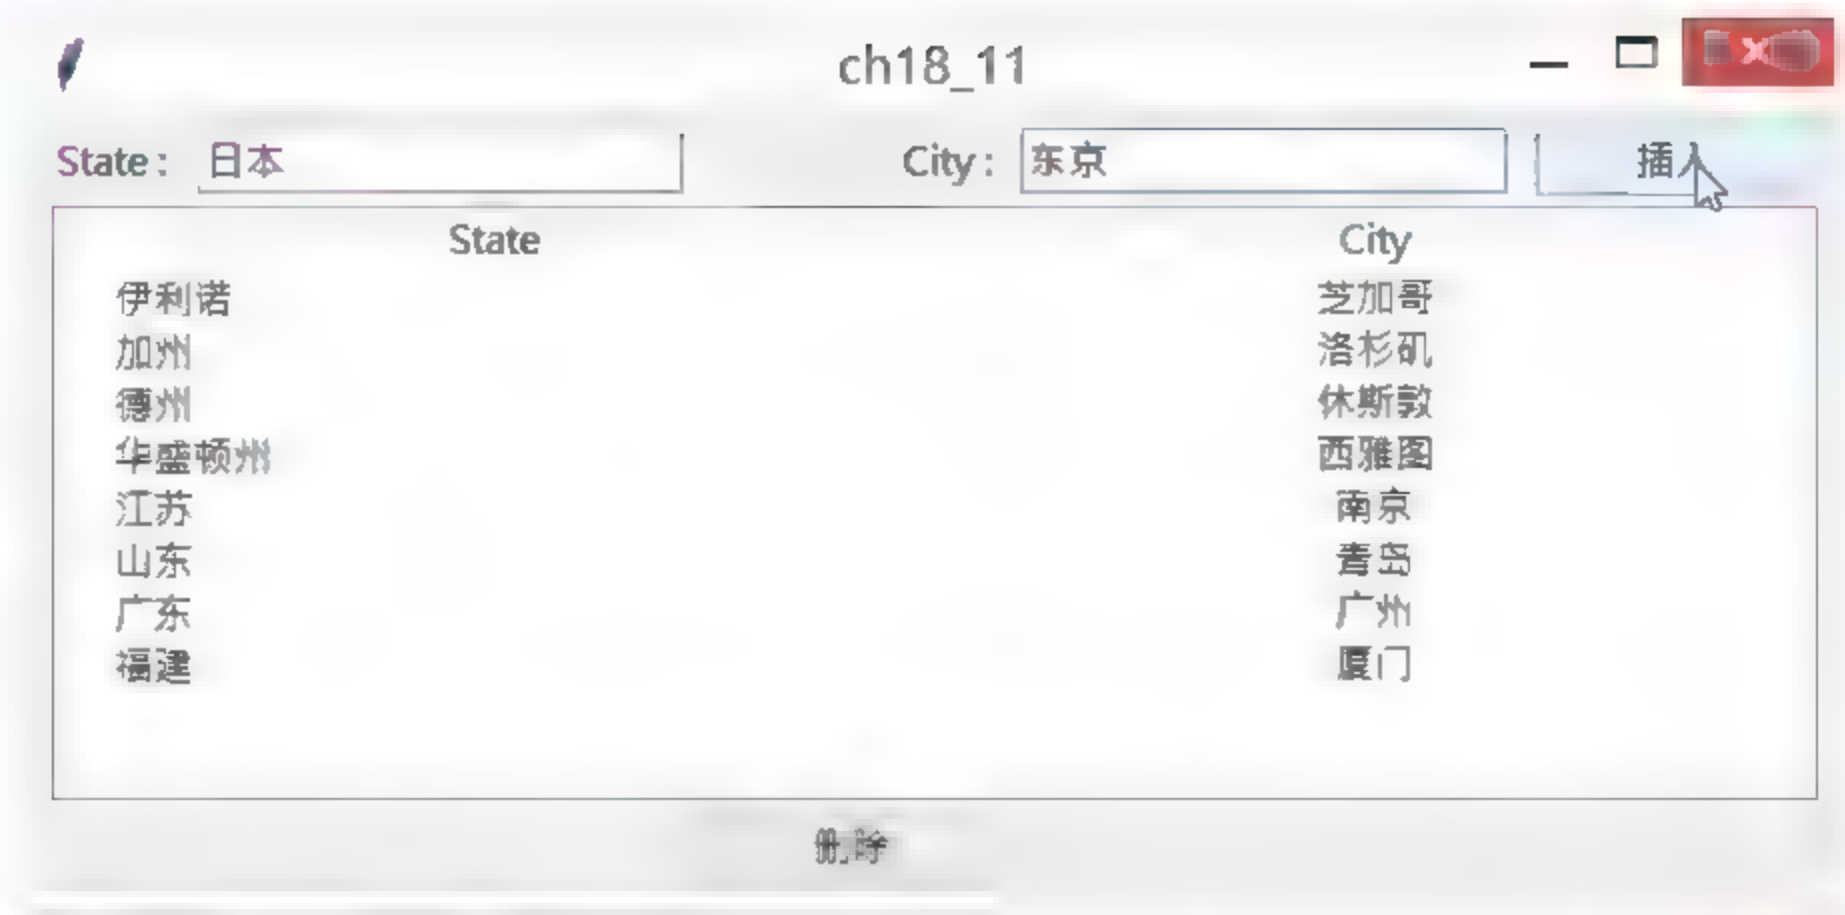 ch18_11
State: 日本 City: 东京 插入
State City
伊利诺 芝加哥
加州 洛杉矶
德州 休斯敦
华盛顿州 西雅图
江苏 南京
山东 青岛
广东 广州
福建 厦门
删除